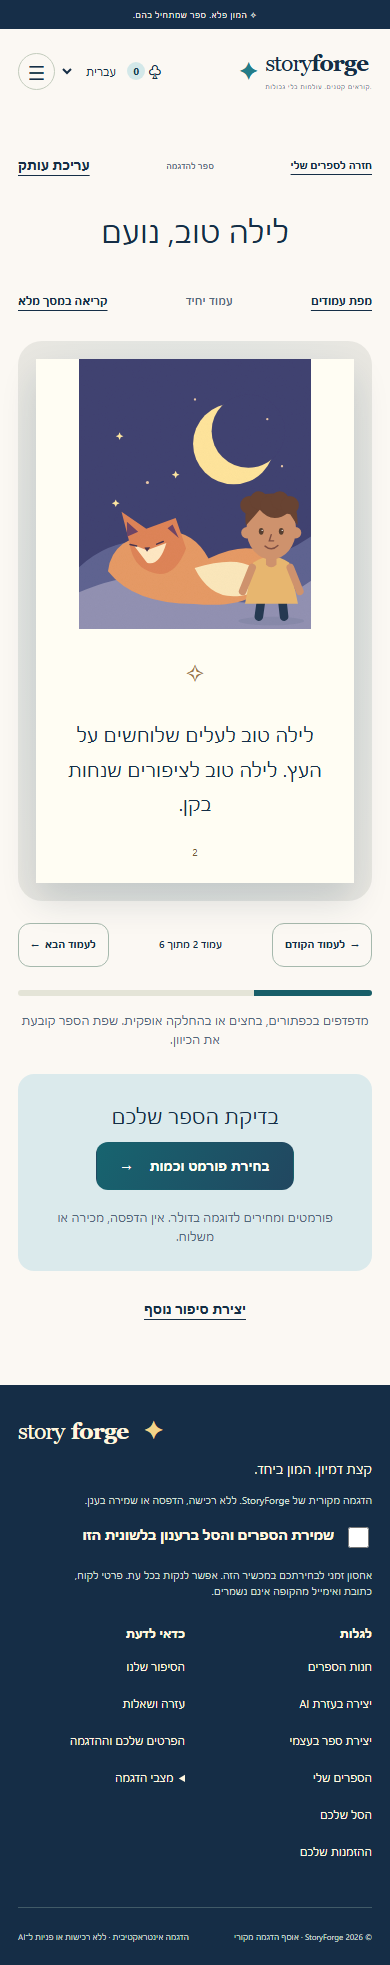 ✧ המון פלא. ספר שמתחיל בהם.
storyforge
קוראים קטנים. עולמות בלי גבולות.
0
עברית
חזרה לספרים שלי
ספר להדגמה
עריכת עותק
לילה טוב, נועם
מפת עמודים
עמוד יחיד
קריאה במסך מלא
לילה טוב לעלים שלוחשים על
העץ. לילה טוב לציפורים שנחות
בקן.
2
→ לעמוד הקודם
עמוד 2 מתוך 6
לעמוד הבא ←
מדפדפים בכפתורים, בחצים או בהחלקה אופקית. שפת הספר קובעת
את הכיוון.
בדיקת הספר שלכם
בחירת פורמט וכמות →
פורמטים ומחירים לדוגמה בדולר. אין הדפסה, מכירה או
משלוח.
יצירת סיפור נוסף
story forge
קצת דמיון. המון ביחד.
הדגמה מקורית של StoryForge. ללא רכישה, הדפסה או שמירה בענן.
שמירת הספרים והסל ברענון בלשונית הזו
אחסון זמני לבחירתכם במכשיר הזה. אפשר לנקות בכל עת. פרטי לקוח,
כתובת ואימייל מהקופה אינם נשמרים.
לגלות
חנות הספרים
יצירה בעזרת AI
יצירת ספר בעצמי
הספרים שלי
הסל שלכם
ההזמנות שלכם
כדאי לדעת
הסיפור שלנו
עזרה ושאלות
הפרטים שלכם וההדגמה
◀ מצבי הדגמה
© 2026 StoryForge · אוסף הדגמה מקורי
הדגמה אינטראקטיבית · ללא רכישות או פניות ל־AI